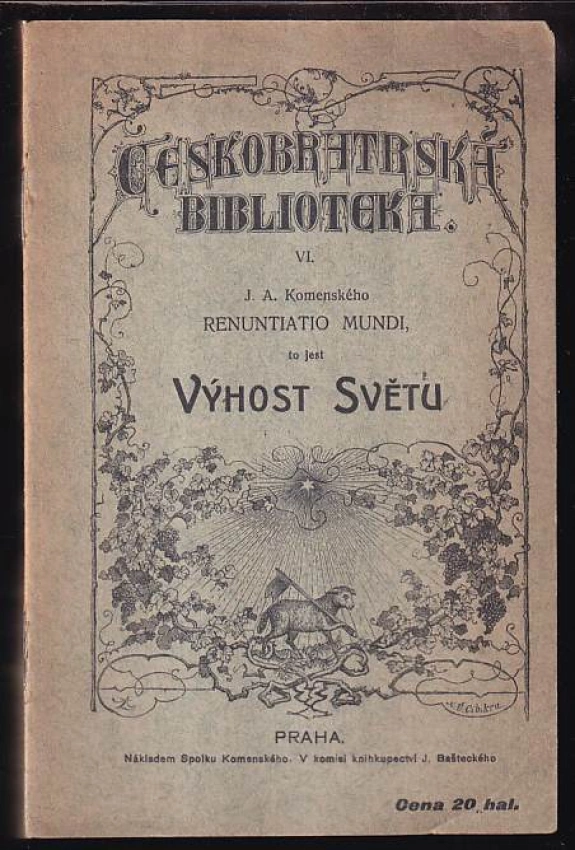 ČESKOBRATRSKÁ
BIBLIOTEKA.
VI.
J. A. Komenského
RENUNTIATIO MUNDI,
to jest
VÝHOST SVĚTU
PRAHA.
Nákladem Spolku Komenského. V komisi knihkupectví J. Bašteckého
Cena 20 hal.